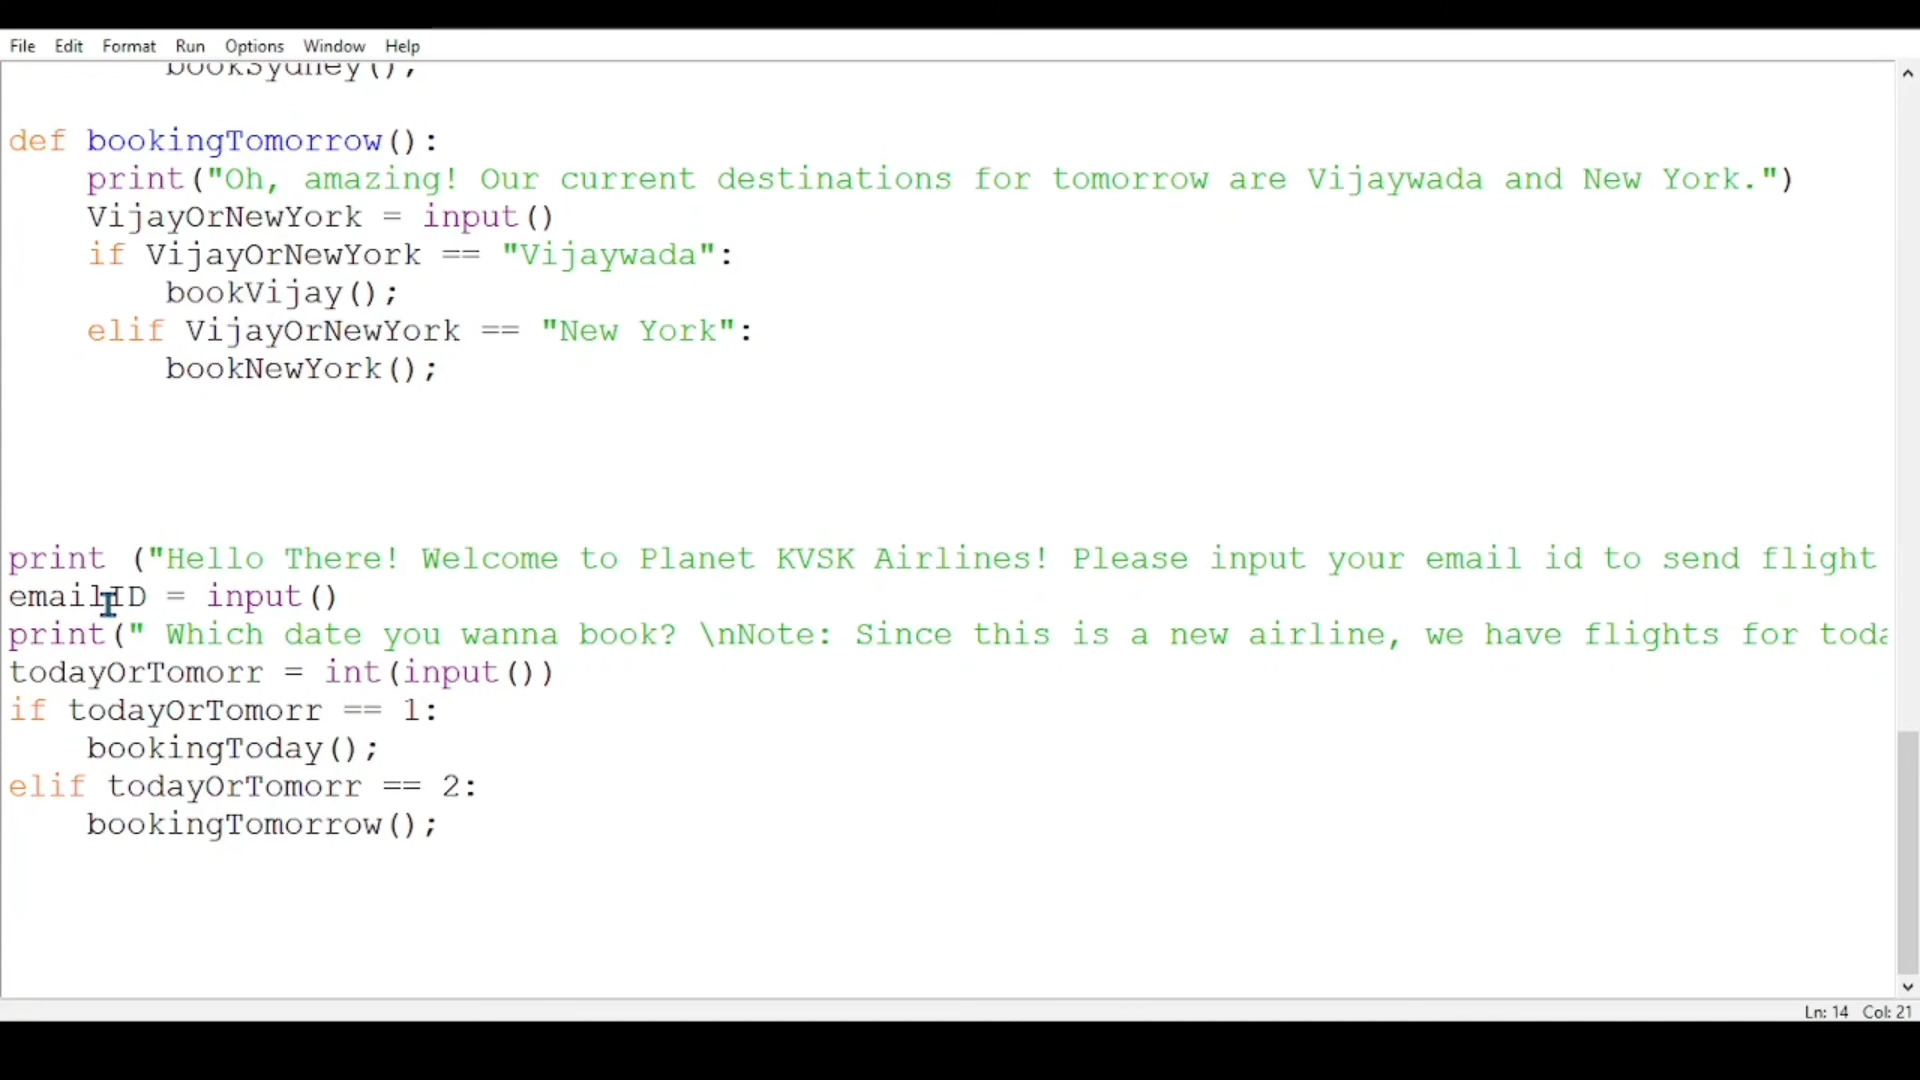 File Edit Format Run Options Window Help
bookSydney();
def bookingTomorrow():
print("Oh, amazing! Our current destinations for tomorrow are Vijaywada and New York.")
VijayOrNewYork = input()
if VijayOrNewYork == "Vijaywada":
bookVijay();
elif VijayOrNewYork == "New York":
bookNewYork();
print ("Hello There! Welcome to Planet KVSK Airlines! Please input your email id to send flight
emailID = input()
print(" Which date you wanna book? \nNote: Since this is a new airline, we have flights for toda
todayOrTomorr = int(input())
if todayOrTomorr == 1:
bookingToday();
elif todayOrTomorr == 2:
bookingTomorrow();
Ln: 14 Col: 21